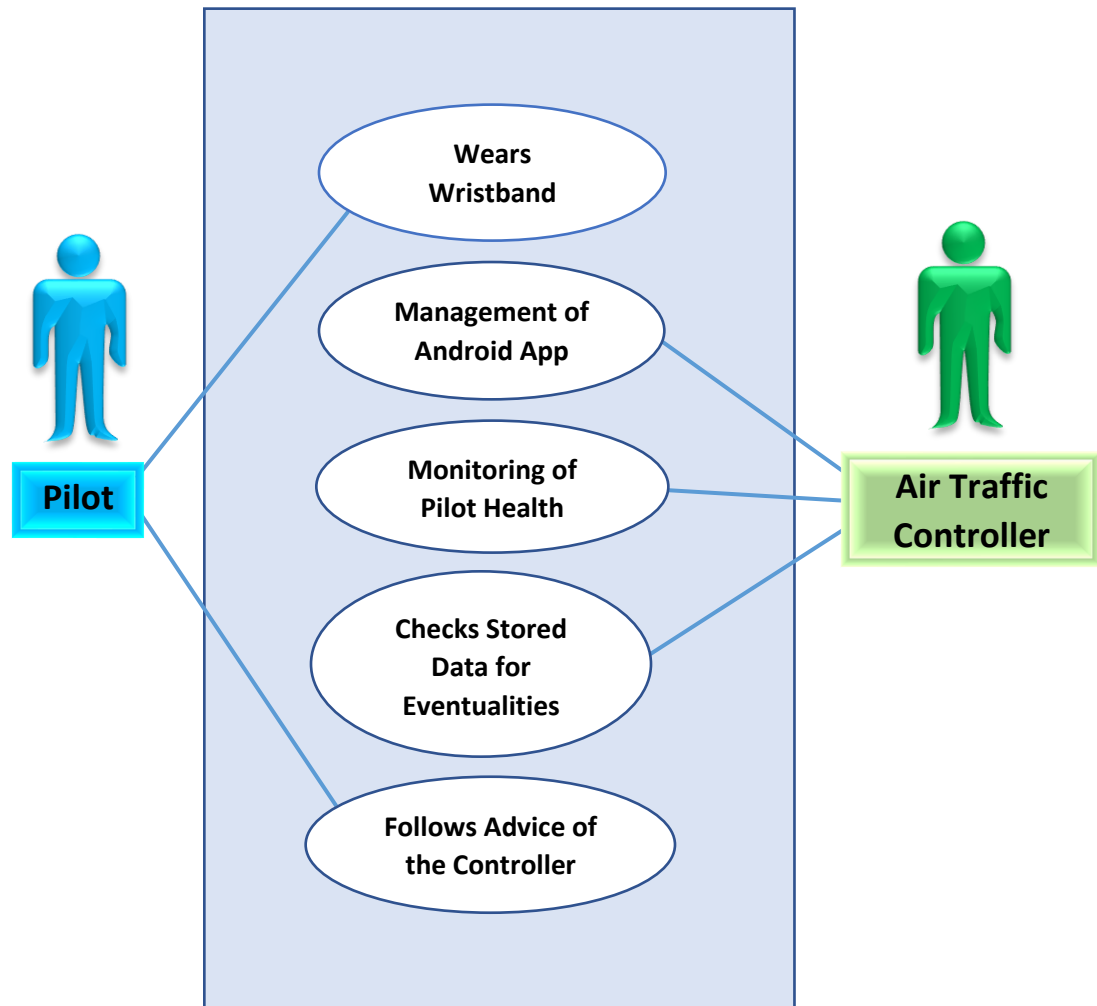 Wears
Wristband
Management of
Android App
Monitoring of
Pilot Health
Pilot
Air Traffic
Controller
Checks Stored
Data for
Eventualities
Follows Advice of
the Controller